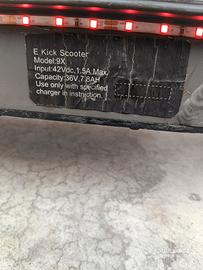 E.Kick Scooter
Model:9X
Input:42Vdc,1.5A Max.
Capacity:36V,7.8AH
Use only with specified
charger in instruction.